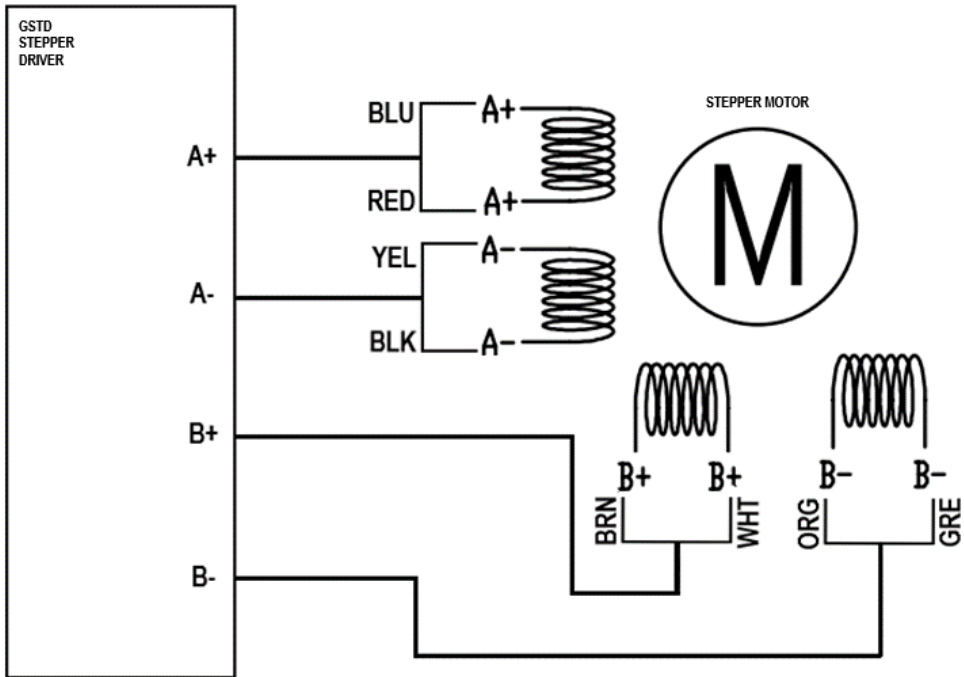 GSTD
STEPPER
DRIVER
STEPPER MOTOR
M
BLU A+
A+
RED A+
YEL A-
A-
BLK A-
B+
B+ B+
BRN
WHT
B- B-
ORG
GRE
B-